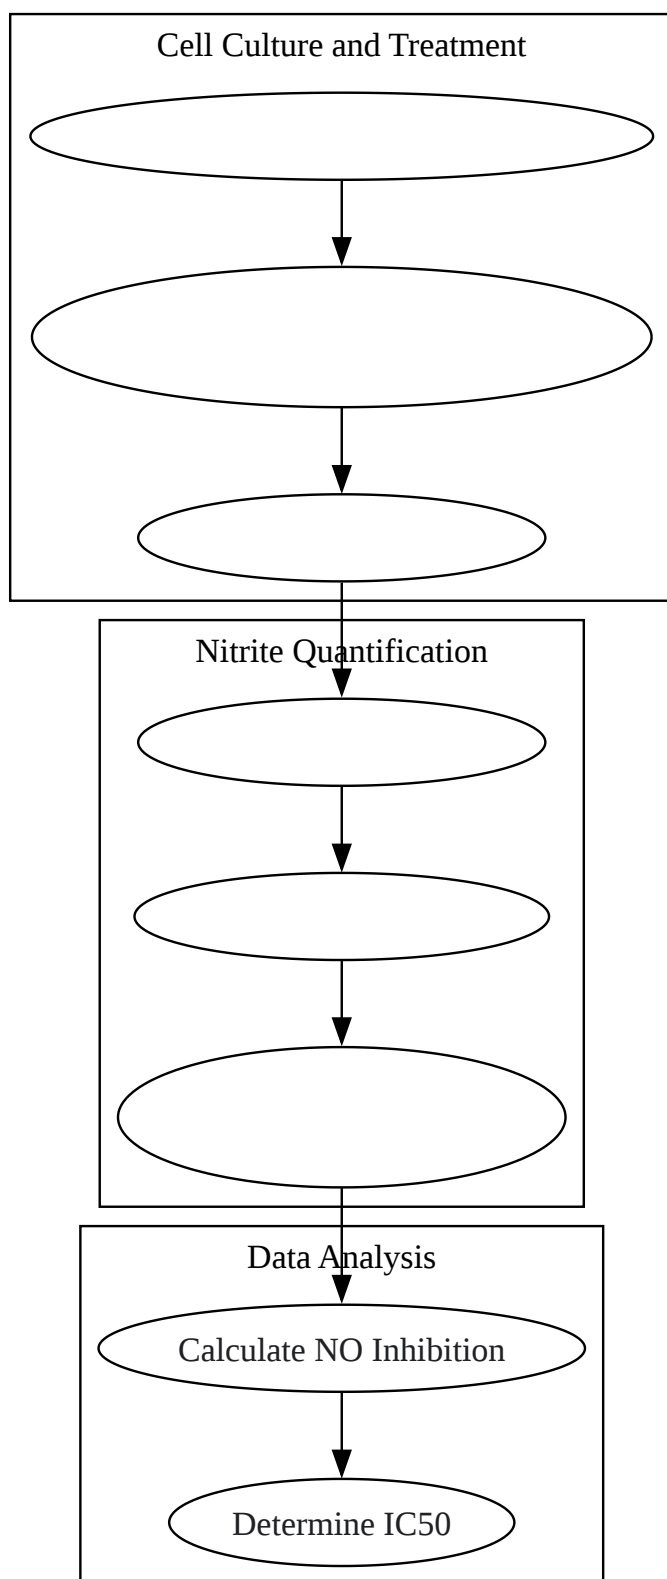 Cell Culture and Treatment
Nitrite Quantification
Data Analysis
Calculate NO Inhibition
Determine IC50